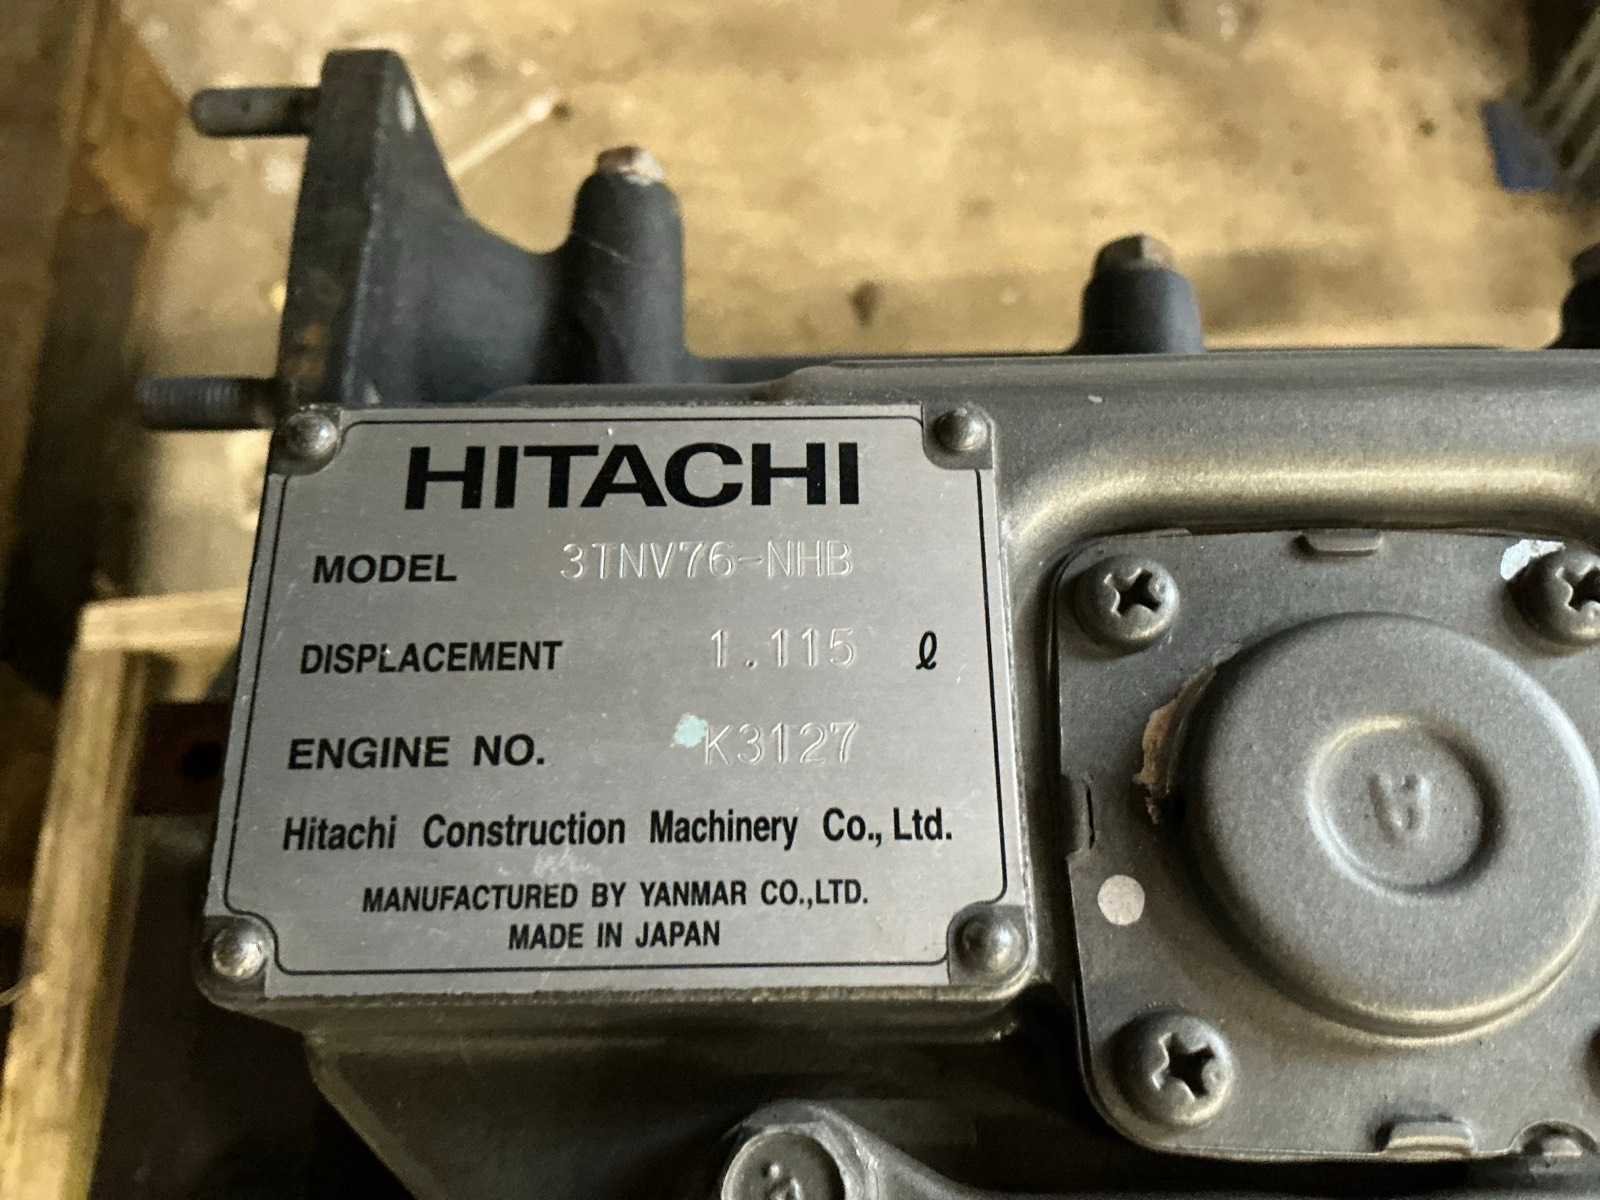 HITACHI
MODEL 3TNV76-NHB
DISPLACEMENT 1.115 ℓ
ENGINE NO. K3127
Hitachi Construction Machinery Co., Ltd.
MANUFACTURED BY YANMAR CO.,LTD.
MADE IN JAPAN